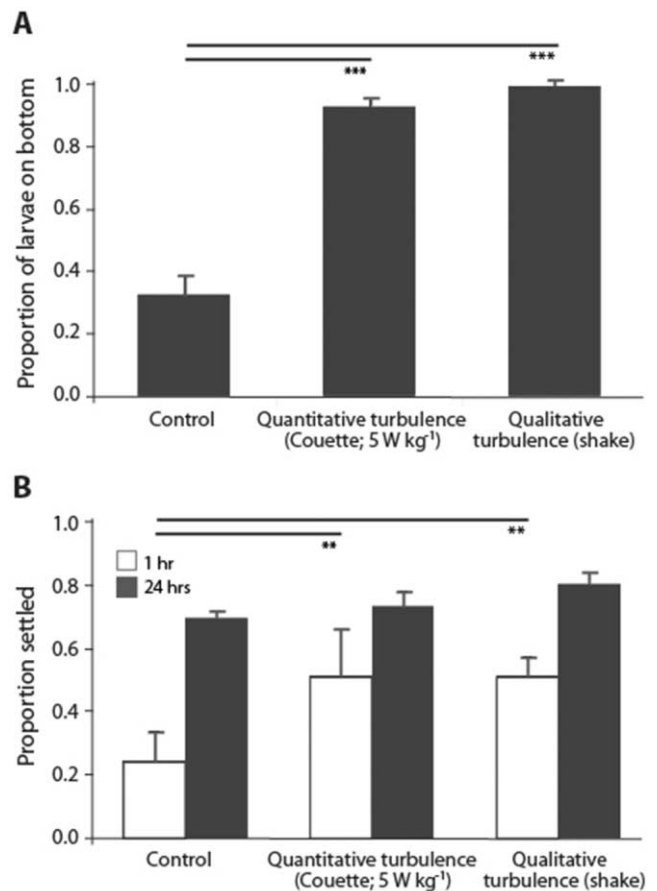 A
Proportion of larvae on bottom
1.0
0.8
0.6
0.4
0.2
0.0
***
***
Control
Quantitative turbulence
(Couette; 5 W kg⁻¹)
Qualitative
turbulence (shake)
B
Proportion settled
1.0
0.8
0.6
0.4
0.2
0.0
1 hr
24 hrs
**
**
Control
Quantitative turbulence
(Couette; 5 W kg⁻¹)
Qualitative
turbulence (shake)